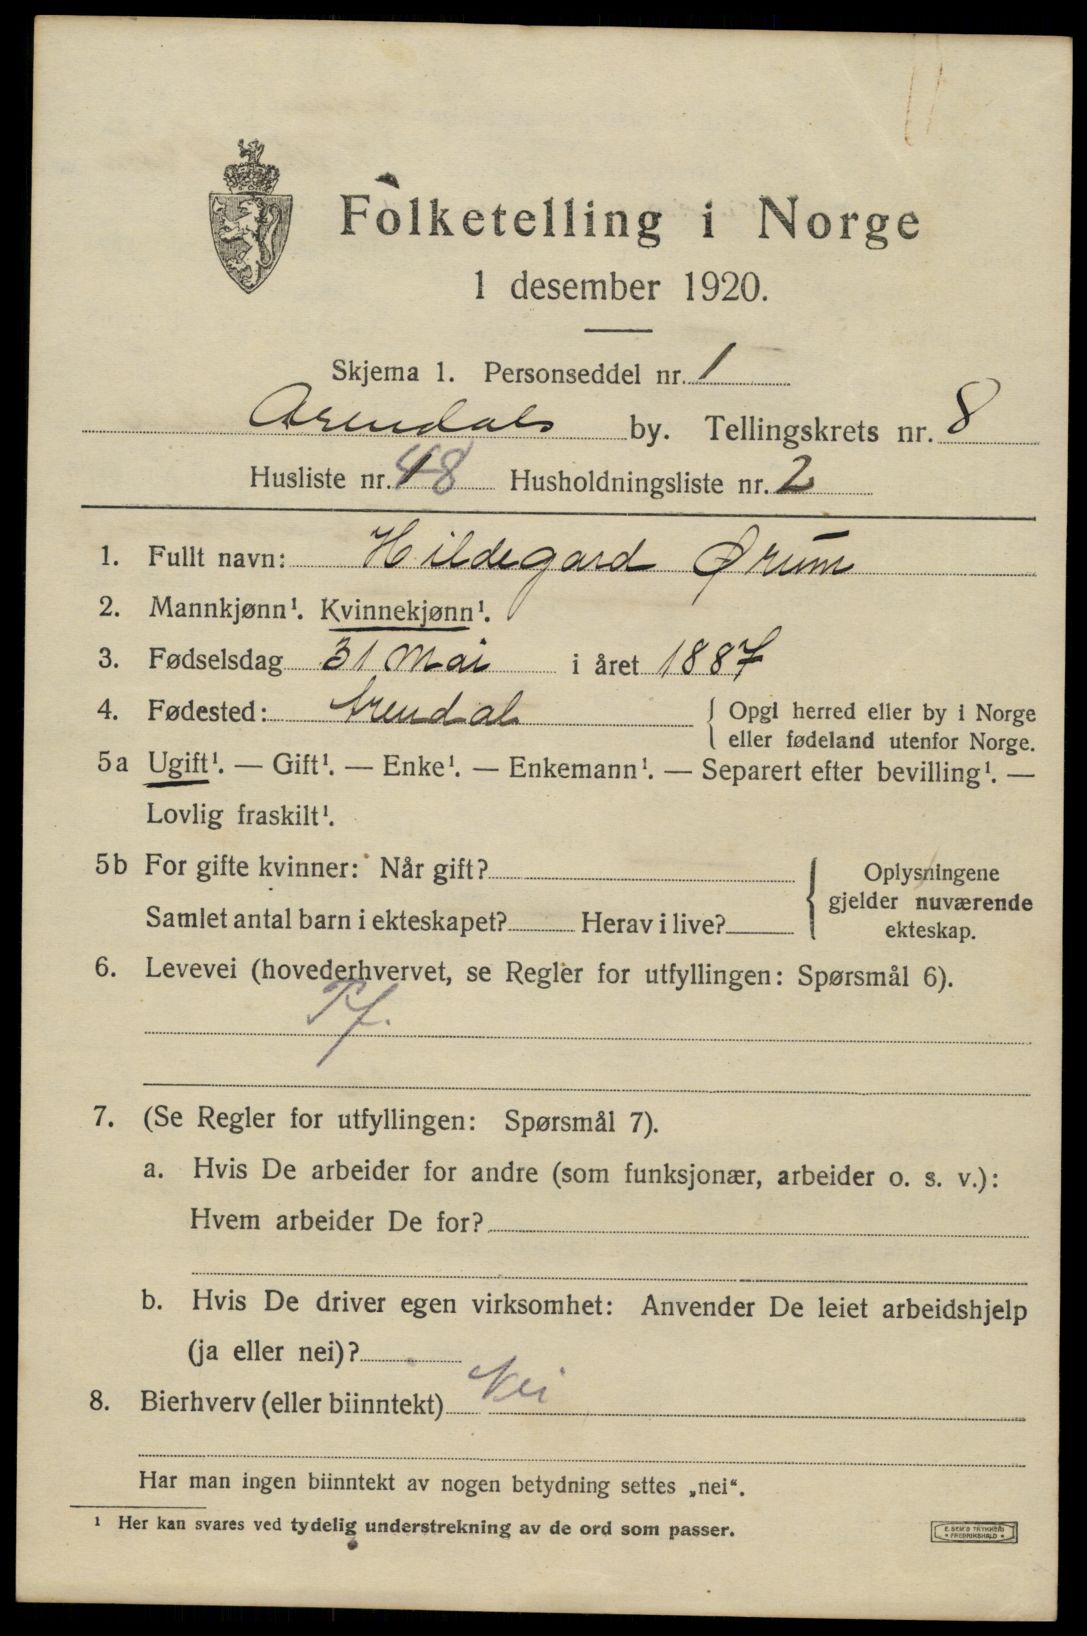 Folketelling i Norge
1 desember 1920.
Skjema 1. Personseddel nr. 1
Arendals by. Tellingskrets nr. 8
Husliste nr. 48 Husholdningsliste nr. 2
1. Fullt navn: Hildegard Ørum
2. Mannkjønn¹. Kvinnekjønn¹.
3. Fødselsdag 31 Mai i året 1887
4. Fødested: Arendal { Opgi herred eller by i Norge
eller fødeland utenfor Norge.
5a Ugift¹. — Gift¹. — Enke¹. — Enkemann¹. — Separert efter bevilling¹. —
Lovlig fraskilt¹.
5b For gifte kvinner: Når gift?
Samlet antal barn i ekteskapet? Herav i live?
Oplysningene
gjelder nuværende
ekteskap.
6. Levevei (hovederhvervet, se Regler for utfyllingen: Spørsmål 6).
Pf.
7. (Se Regler for utfyllingen: Spørsmål 7).
a. Hvis De arbeider for andre (som funksjonær, arbeider o. s. v.):
Hvem arbeider De for?
b. Hvis De driver egen virksomhet: Anvender De leiet arbeidshjelp
(ja eller nei)?
8. Bierhverv (eller biinntekt) Nei
Har man ingen biinntekt av nogen betydning settes „nei“.
¹ Her kan svares ved tydelig understrekning av de ord som passer.
E. SEM'S TRYKKERI
FREDRIKSHALD